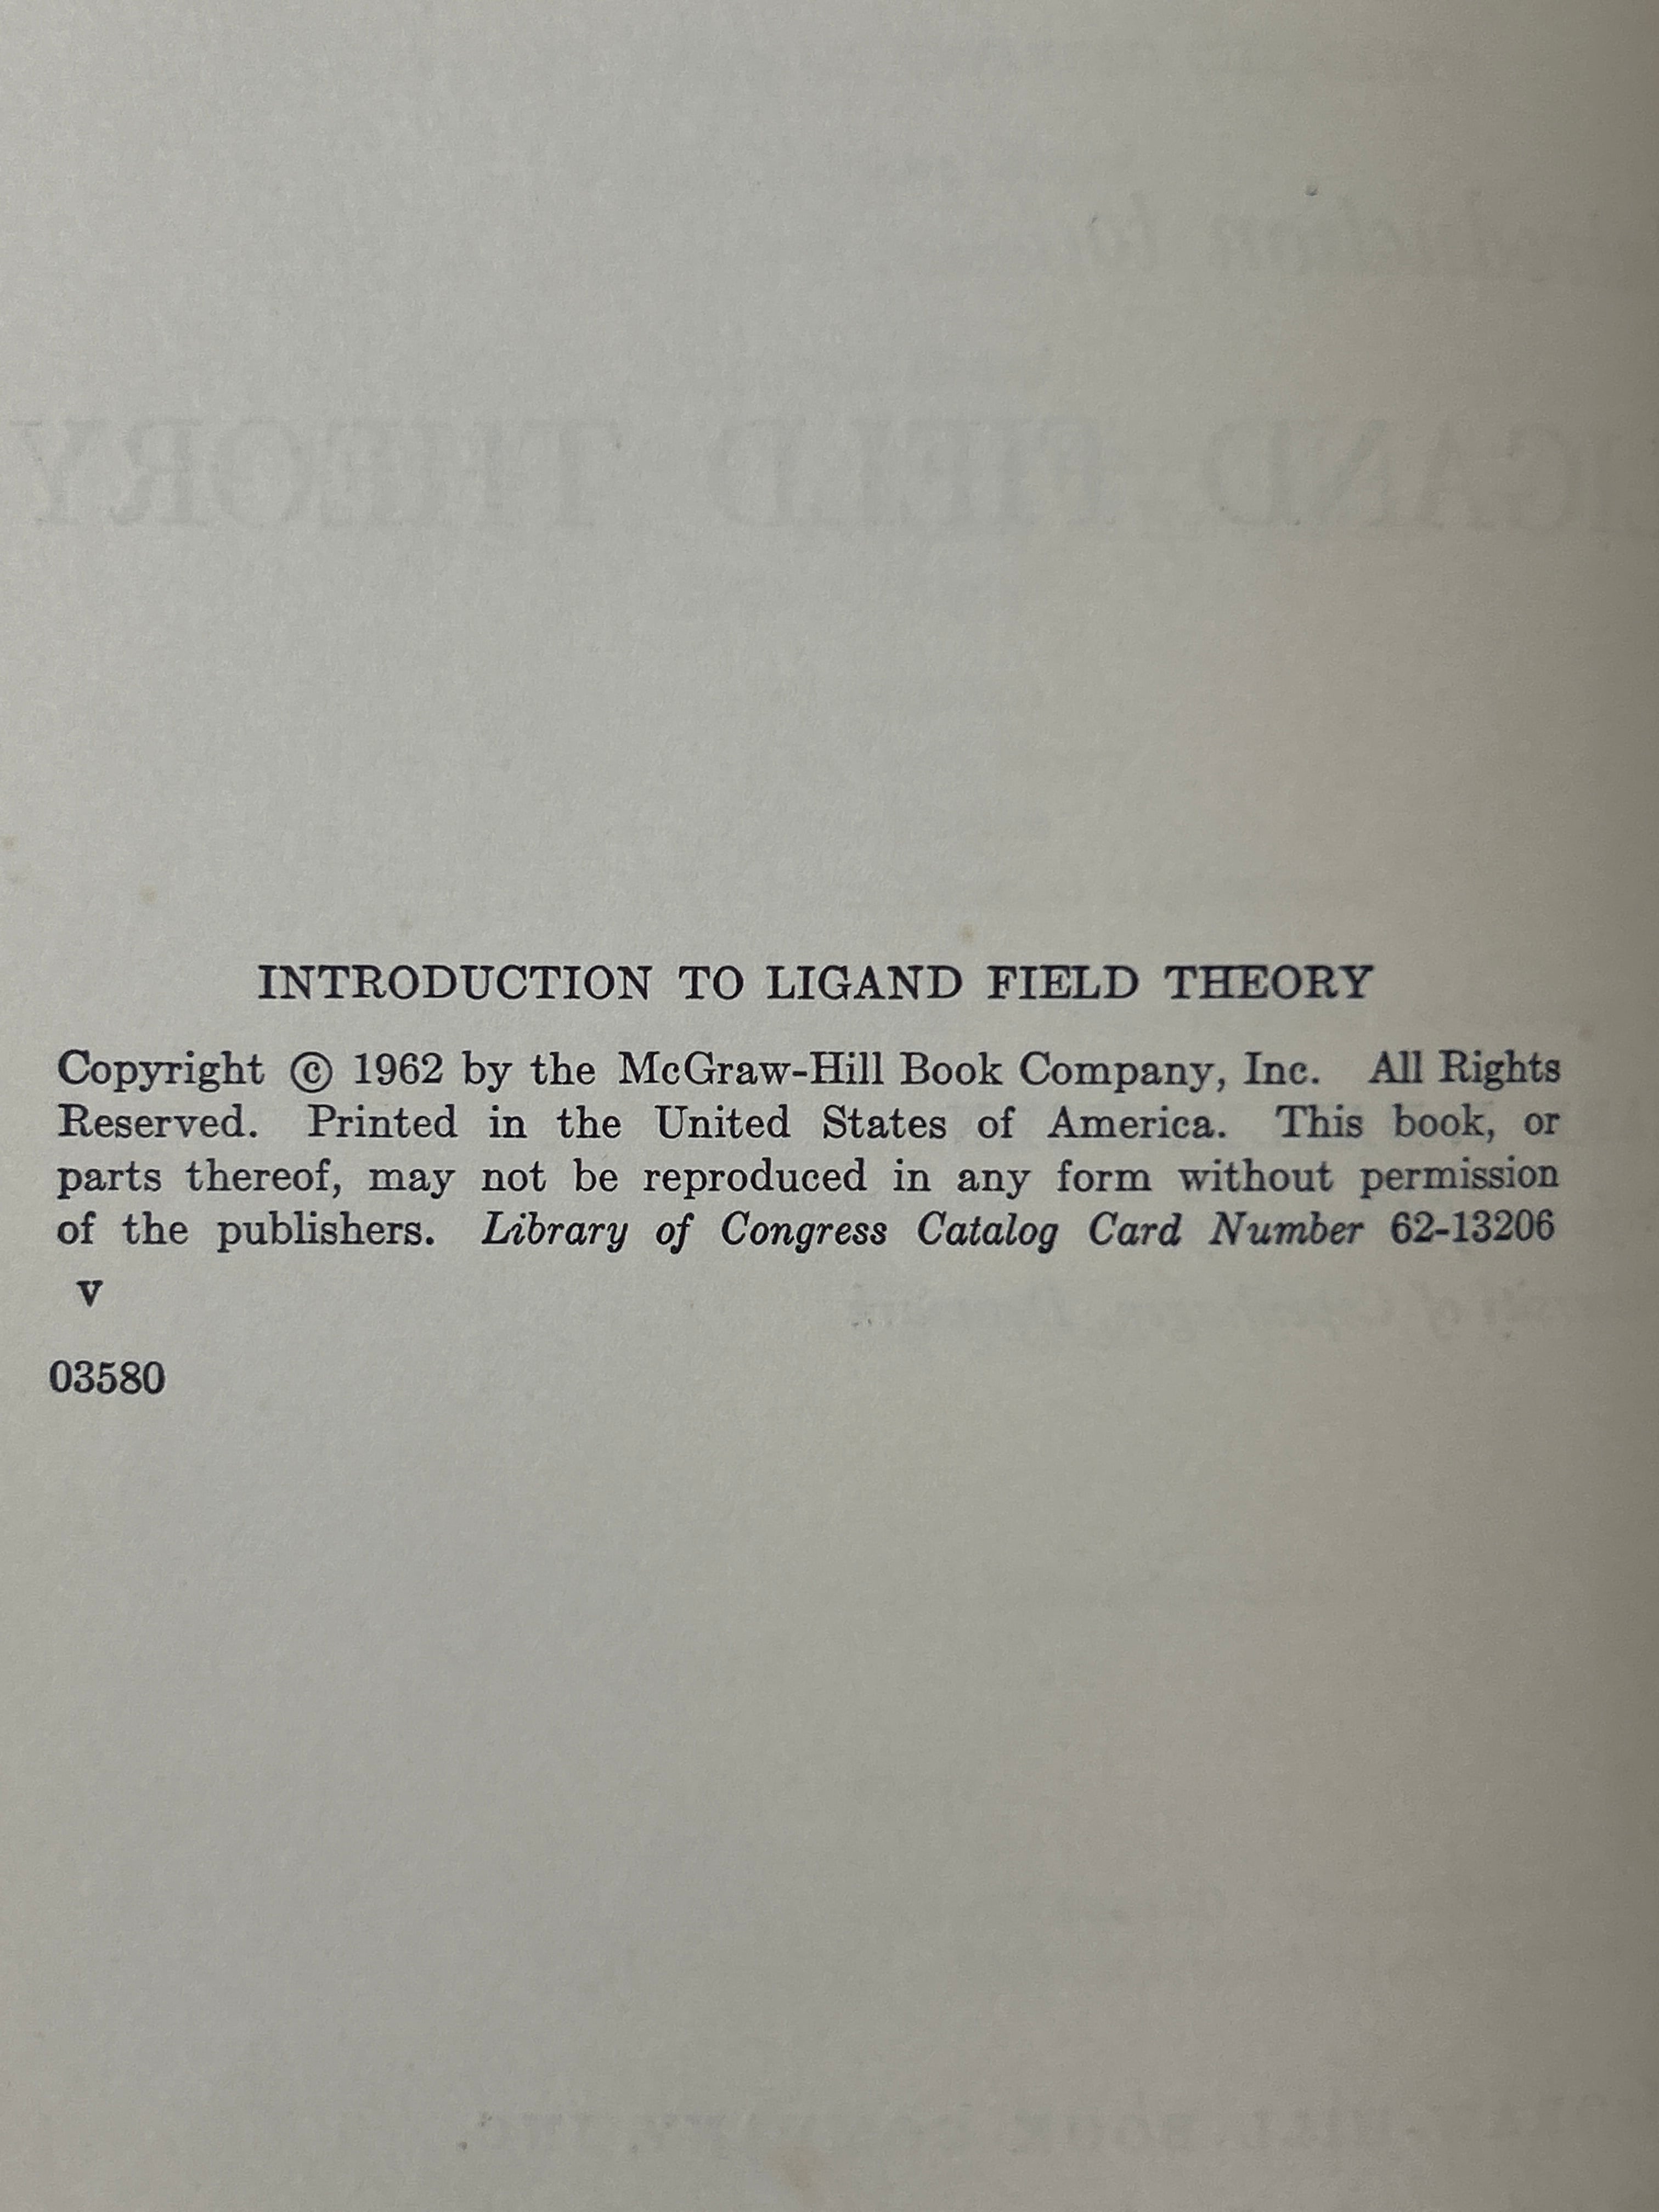 INTRODUCTION TO LIGAND FIELD THEORY
Copyright © 1962 by the McGraw-Hill Book Company, Inc. All Rights
Reserved. Printed in the United States of America. This book, or
parts thereof, may not be reproduced in any form without permission
of the publishers. Library of Congress Catalog Card Number 62-13206
V
03580